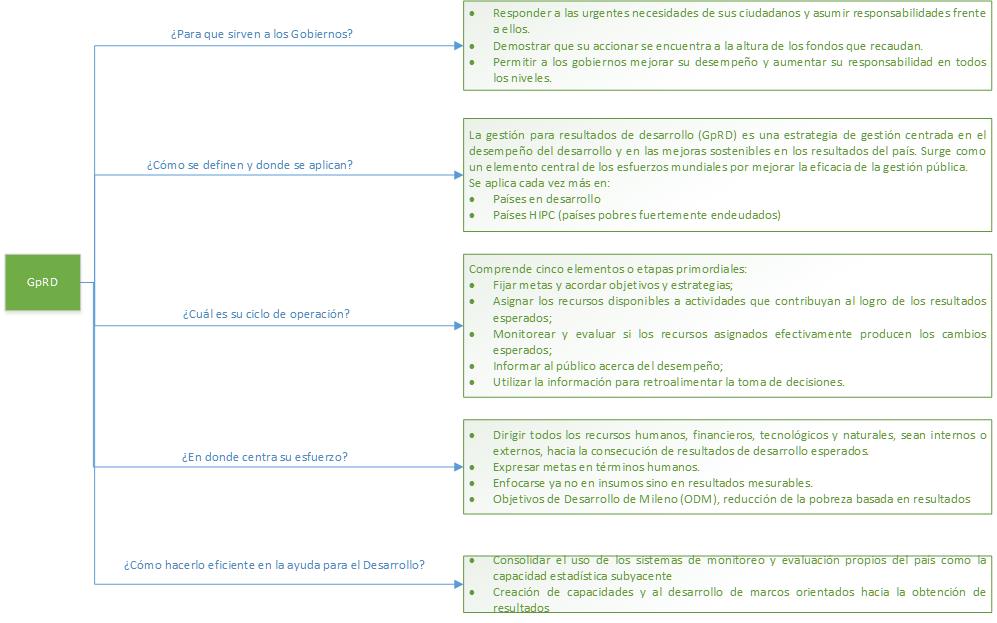 GpRD
¿Para que sirven a los Gobiernos?
• Responder a las urgentes necesidades de sus ciudadanos y asumir responsabilidades frente
a ellos.
• Demostrar que su accionar se encuentra a la altura de los fondos que recaudan.
• Permitir a los gobiernos mejorar su desempeño y aumentar su responsabilidad en todos
los niveles.
¿Cómo se definen y donde se aplican?
La gestión para resultados de desarrollo (GpRD) es una estrategia de gestión centrada en el
desempeño del desarrollo y en las mejoras sostenibles en los resultados del país. Surge como
un elemento central de los esfuerzos mundiales por mejorar la eficacia de la gestión pública.
Se aplica cada vez más en:
• Países en desarrollo
• Países HIPC (países pobres fuertemente endeudados)
¿Cuál es su ciclo de operación?
Comprende cinco elementos o etapas primordiales:
• Fijar metas y acordar objetivos y estrategias;
• Asignar los recursos disponibles a actividades que contribuyan al logro de los resultados
esperados;
• Monitorear y evaluar si los recursos asignados efectivamente producen los cambios
esperados;
• Informar al público acerca del desempeño;
• Utilizar la información para retroalimentar la toma de decisiones.
¿En donde centra su esfuerzo?
• Dirigir todos los recursos humanos, financieros, tecnológicos y naturales, sean internos o
externos, hacia la consecución de resultados de desarrollo esperados.
• Expresar metas en términos humanos.
• Enfocarse ya no en insumos sino en resultados mesurables.
• Objetivos de Desarrollo de Mileno (ODM), reducción de la pobreza basada en resultados
¿Cómo hacerlo eficiente en la ayuda para el Desarrollo?
• Consolidar el uso de los sistemas de monitoreo y evaluación propios del país como la
capacidad estadística subyacente
• Creación de capacidades y al desarrollo de marcos orientados hacia la obtención de
resultados